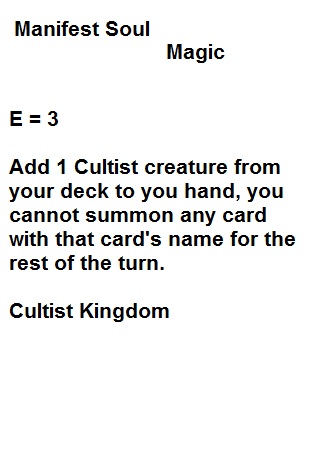 Manifest Soul
Magic
E = 3
Add 1 Cultist creature from
your deck to you hand, you
cannot summon any card
with that card's name for the
rest of the turn.
Cultist Kingdom